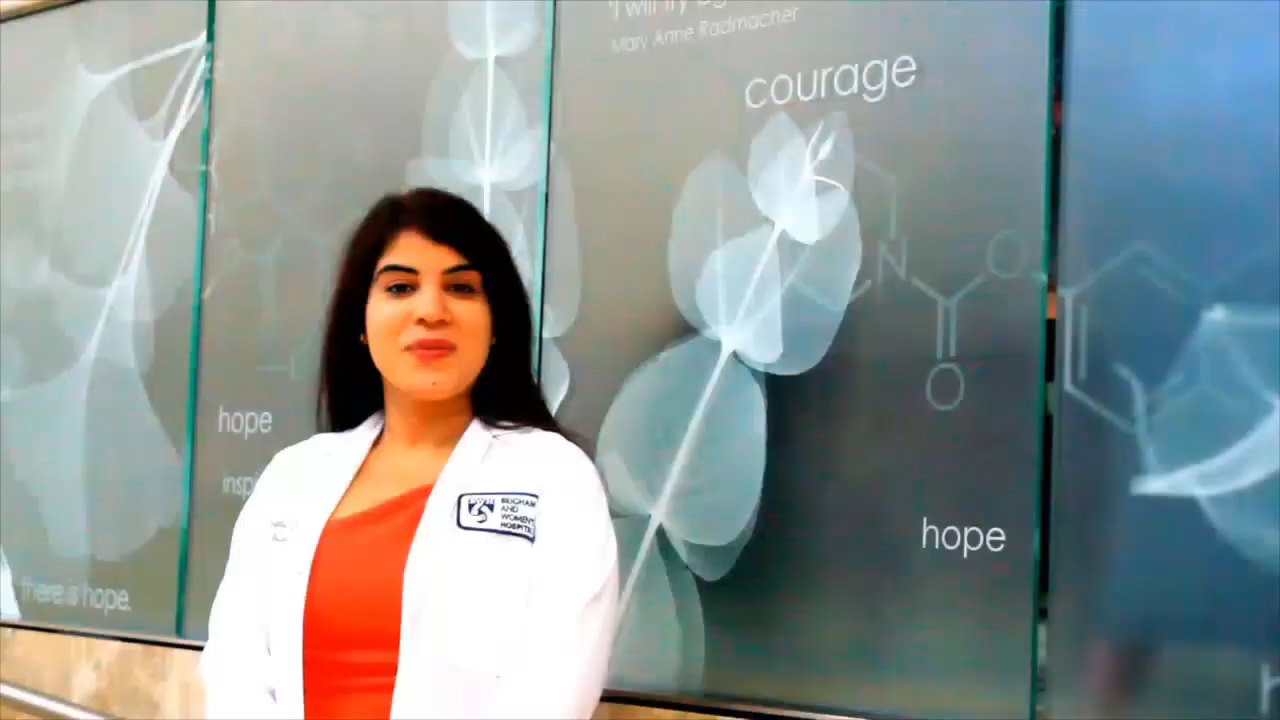 Mary Anne Radmacher
courage
N
O
O
hope
BRIGHAM
AND
WOMEN'S
HOSPITAL
hope
there is hope.